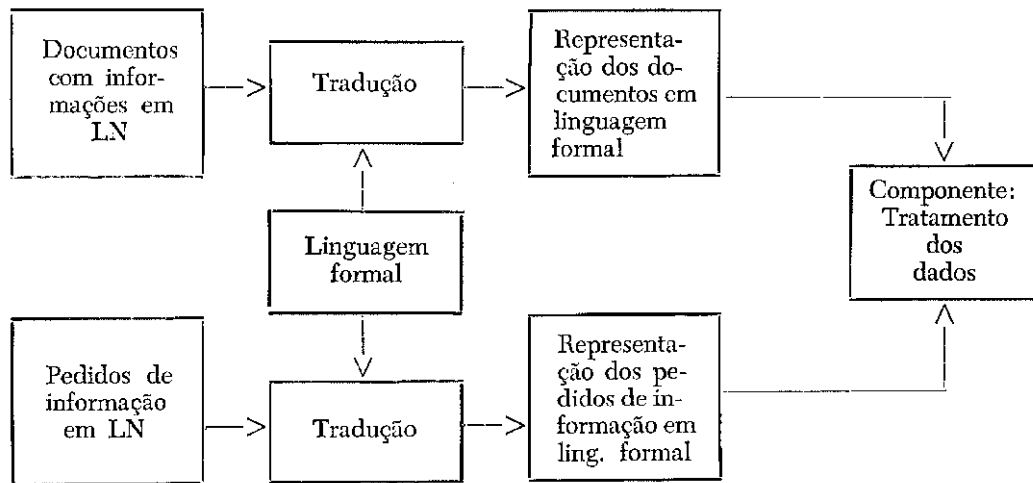 Documentos
com infor-
mações em
LN
Tradução
Representa-
ção dos do-
cumentos em
linguagem
formal
Componente:
Tratamento
dos
dados
Linguagem
formal
Pedidos de
informação
em LN
Tradução
Representa-
ção dos pe-
didos de in-
formação em
ling. formal